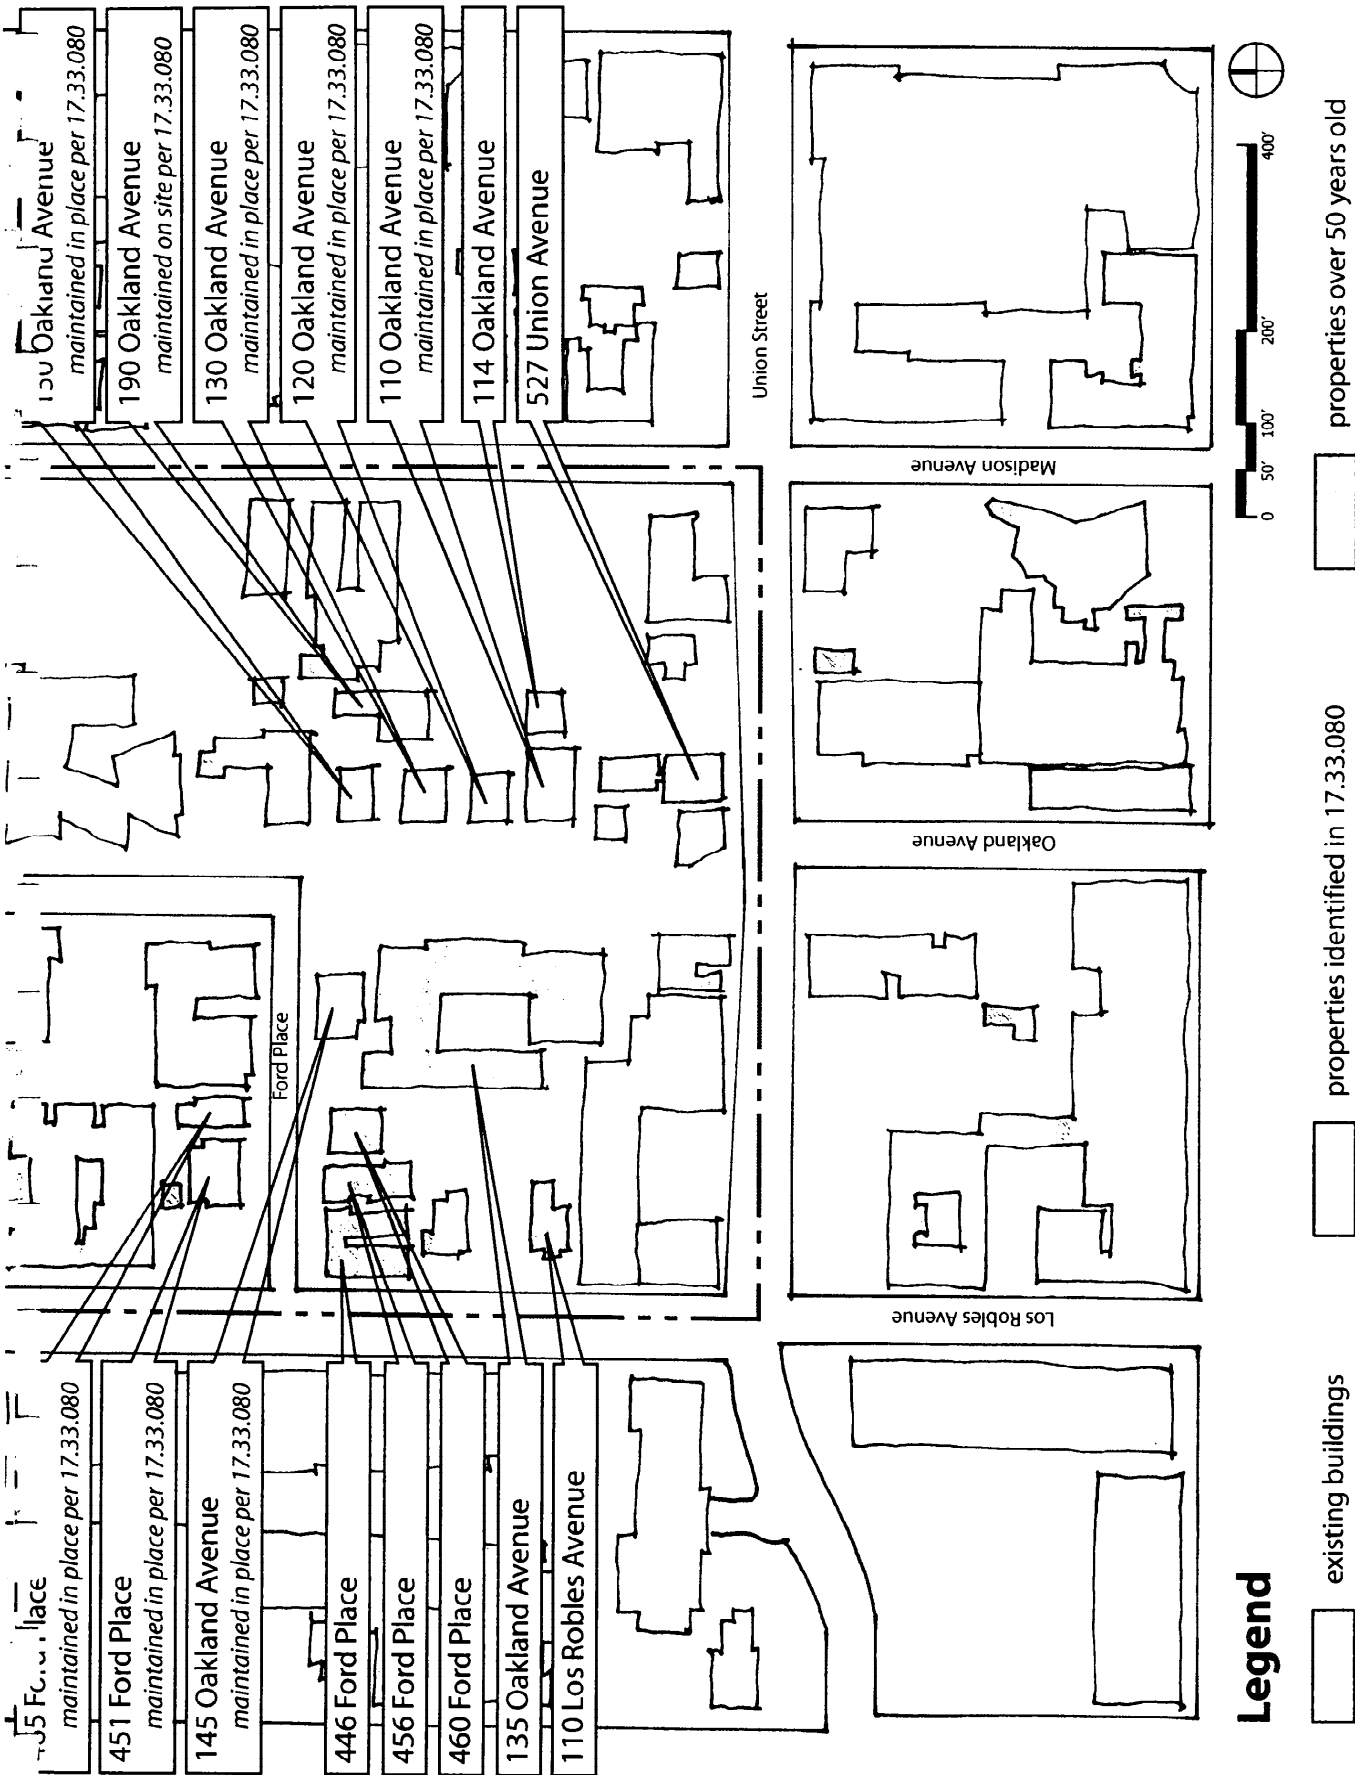 Oakland Avenue
maintained in place per 17.33.080
190 Oakland Avenue
maintained on site per 17.33.080
130 Oakland Avenue
maintained in place per 17.33.080
120 Oakland Avenue
maintained in place per 17.33.080
110 Oakland Avenue
maintained in place per 17.33.080
114 Oakland Avenue
527 Union Avenue
maintained in place per 17.33.080
451 Ford Place
maintained in place per 17.33.080
145 Oakland Avenue
maintained in place per 17.33.080
446 Ford Place
456 Ford Place
460 Ford Place
135 Oakland Avenue
110 Los Robles Avenue
Ford Place
Union Street
Madison Avenue
Oakland Avenue
Los Robles Avenue
0 50' 100' 200' 400'
Legend
existing buildings
properties identified in 17.33.080
properties over 50 years old